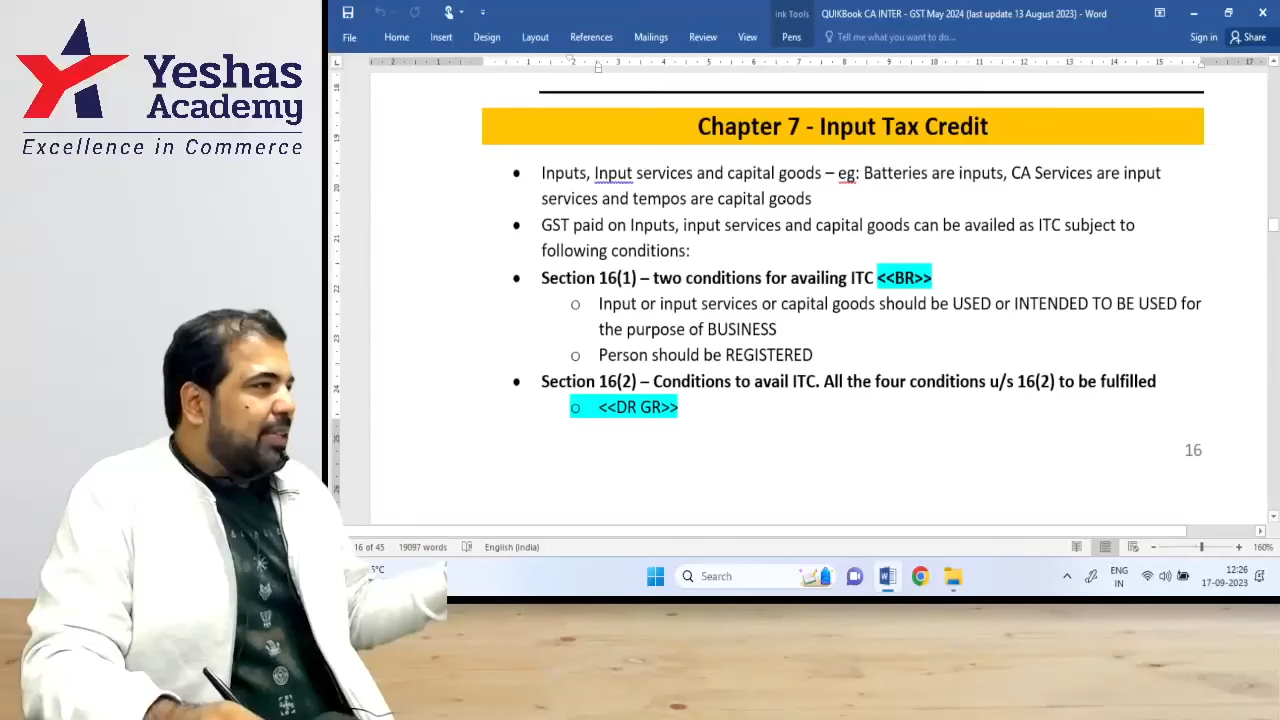 Yeshas
Academy
Excellence in Commerce
Ink Tools
QUIKBook CA INTER - GST May 2024 (last update 13 August 2023) - Word
File Home Insert Design Layout References Mailings Review View Pens Tell me what you want to do... Sign in Share
Chapter 7 - Input Tax Credit
• Inputs, Input services and capital goods – eg: Batteries are inputs, CA Services are input
services and tempos are capital goods
• GST paid on Inputs, input services and capital goods can be availed as ITC subject to
following conditions:
• Section 16(1) – two conditions for availing ITC <<BR>>
o Input or input services or capital goods should be USED or INTENDED TO BE USED for
the purpose of BUSINESS
o Person should be REGISTERED
• Section 16(2) – Conditions to avail ITC. All the four conditions u/s 16(2) to be fulfilled
o <<DR GR>>
16
16 of 45 19097 words English (India) 160%
5°C
Search
ENG
IN
12:26
17-09-2023